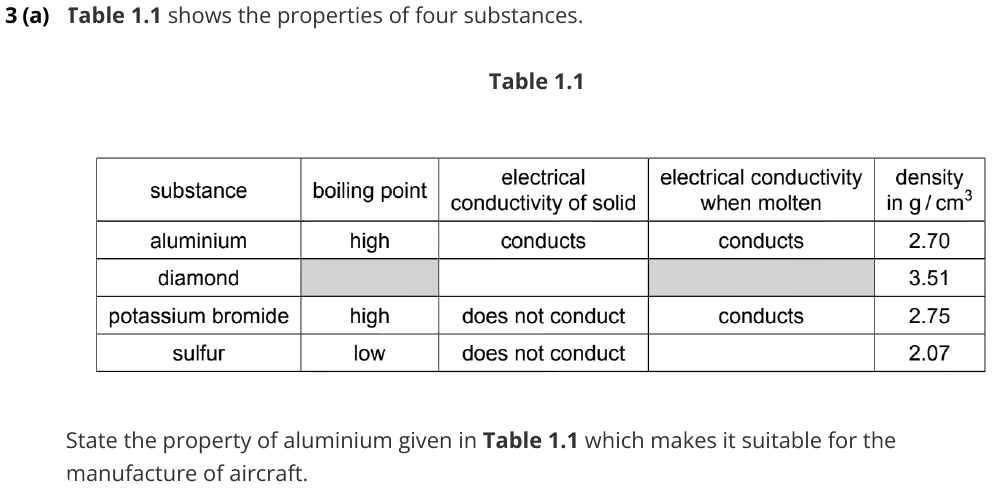 3 (a) Table 1.1 shows the properties of four substances.
Table 1.1
substance boiling point electrical conductivity of solid electrical conductivity when molten density in g / cm³
aluminium high conducts conducts 2.70
diamond 3.51
potassium bromide high does not conduct conducts 2.75
sulfur low does not conduct 2.07
State the property of aluminium given in Table 1.1 which makes it suitable for the
manufacture of aircraft.